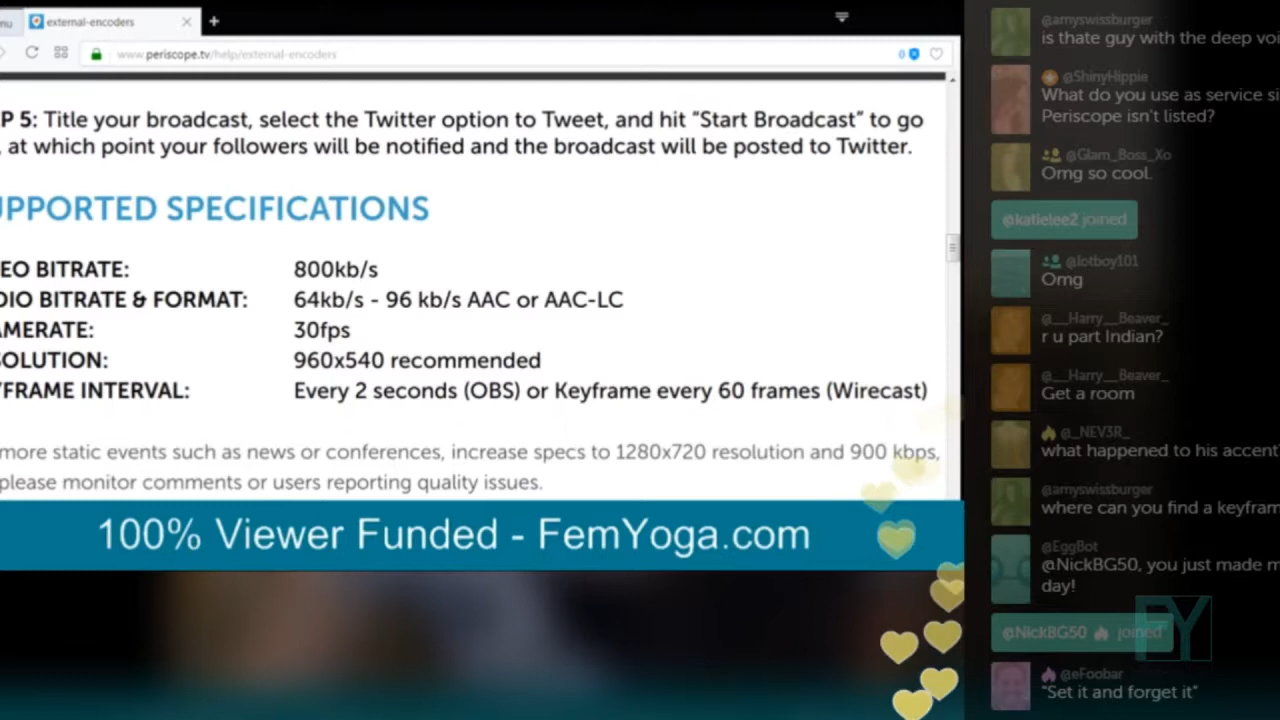 nu
external-encoders
www.periscope.tv/help/external-encoders
0
P 5: Title your broadcast, select the Twitter option to Tweet, and hit “Start Broadcast” to go
, at which point your followers will be notified and the broadcast will be posted to Twitter.
UPPORTED SPECIFICATIONS
EO BITRATE: 800kb/s
DIO BITRATE & FORMAT: 64kb/s - 96 kb/s AAC or AAC-LC
AMERATE: 30fps
SOLUTION: 960x540 recommended
YFRAME INTERVAL: Every 2 seconds (OBS) or Keyframe every 60 frames (Wirecast)
more static events such as news or conferences, increase specs to 1280x720 resolution and 900 kbps,
please monitor comments or users reporting quality issues.
100% Viewer Funded - FemYoga.com
@amyswissburger
is thate guy with the deep voi
@ShinyHippie
What do you use as service si
Periscope isn't listed?
@Glam_Boss_Xo
Omg so cool.
@katielee2 joined
@lotboy101
Omg
@__Harry__Beaver_
r u part Indian?
@__Harry__Beaver_
Get a room
@_NEV3R_
what happened to his accent?
@amyswissburger
where can you find a keyfram
@EggBot
@NickBG50, you just made m
day!
@NickBG50 joined
FY
@eFoobar
"Set it and forget it"